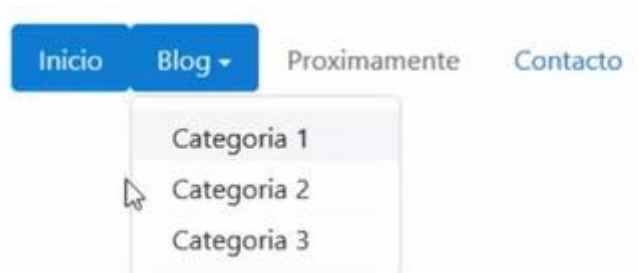 Inicio Blog Proximamente Contacto
Categoria 1
Categoria 2
Categoria 3